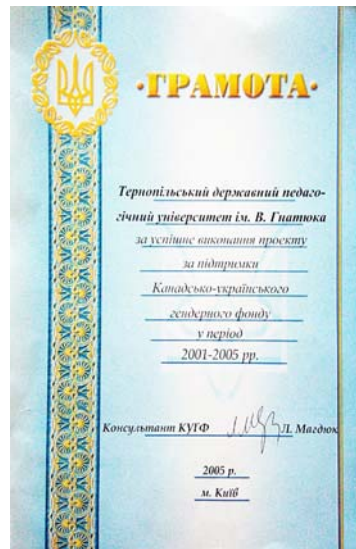 ·ГРАМОТА·
Тернопільський державний педаго-
гічний університет ім. В. Гнатюка
за успішне виконання проекту
за підтримки
Канадсько-українського
гендерного фонду
у період
2001-2005 рр.
Консультант КУГФ Л. Магдюк
2005 р.
м. Київ